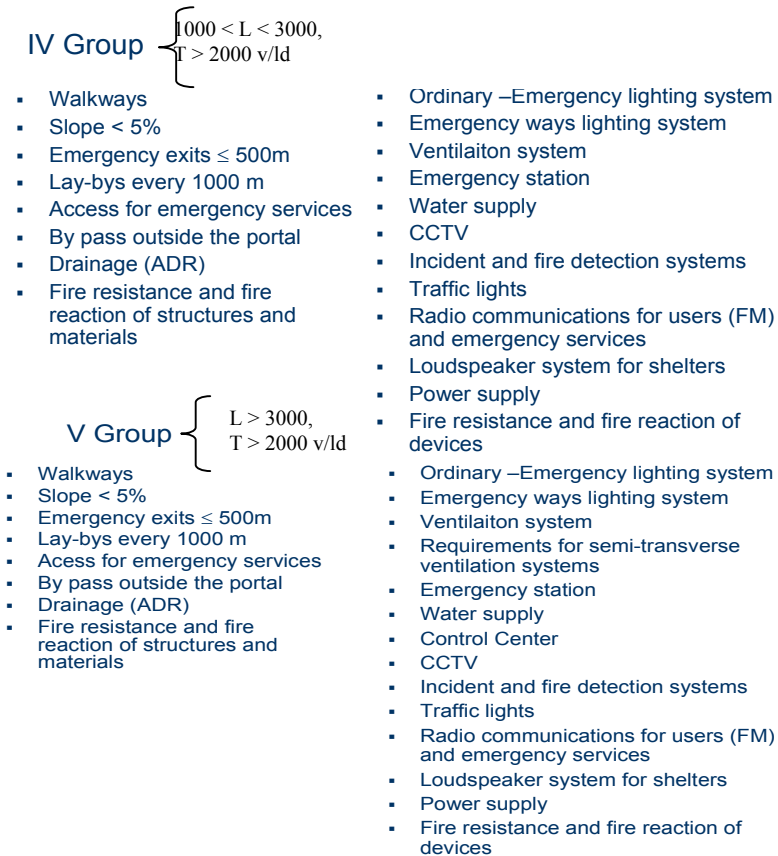 IV Group
1000 < L < 3000,
T > 2000 v/ld
▪ Walkways
▪ Slope < 5%
▪ Emergency exits ≤ 500m
▪ Lay-bys every 1000 m
▪ Access for emergency services
▪ By pass outside the portal
▪ Drainage (ADR)
▪ Fire resistance and fire
reaction of structures and
materials
▪ Ordinary –Emergency lighting system
▪ Emergency ways lighting system
▪ Ventilaiton system
▪ Emergency station
▪ Water supply
▪ CCTV
▪ Incident and fire detection systems
▪ Traffic lights
▪ Radio communications for users (FM)
and emergency services
▪ Loudspeaker system for shelters
▪ Power supply
▪ Fire resistance and fire reaction of
devices
V Group
L > 3000,
T > 2000 v/ld
▪ Walkways
▪ Slope < 5%
▪ Emergency exits ≤ 500m
▪ Lay-bys every 1000 m
▪ Acess for emergency services
▪ By pass outside the portal
▪ Drainage (ADR)
▪ Fire resistance and fire
reaction of structures and
materials
▪ Ordinary –Emergency lighting system
▪ Emergency ways lighting system
▪ Ventilaiton system
▪ Requirements for semi-transverse
ventilation systems
▪ Emergency station
▪ Water supply
▪ Control Center
▪ CCTV
▪ Incident and fire detection systems
▪ Traffic lights
▪ Radio communications for users (FM)
and emergency services
▪ Loudspeaker system for shelters
▪ Power supply
▪ Fire resistance and fire reaction of
devices